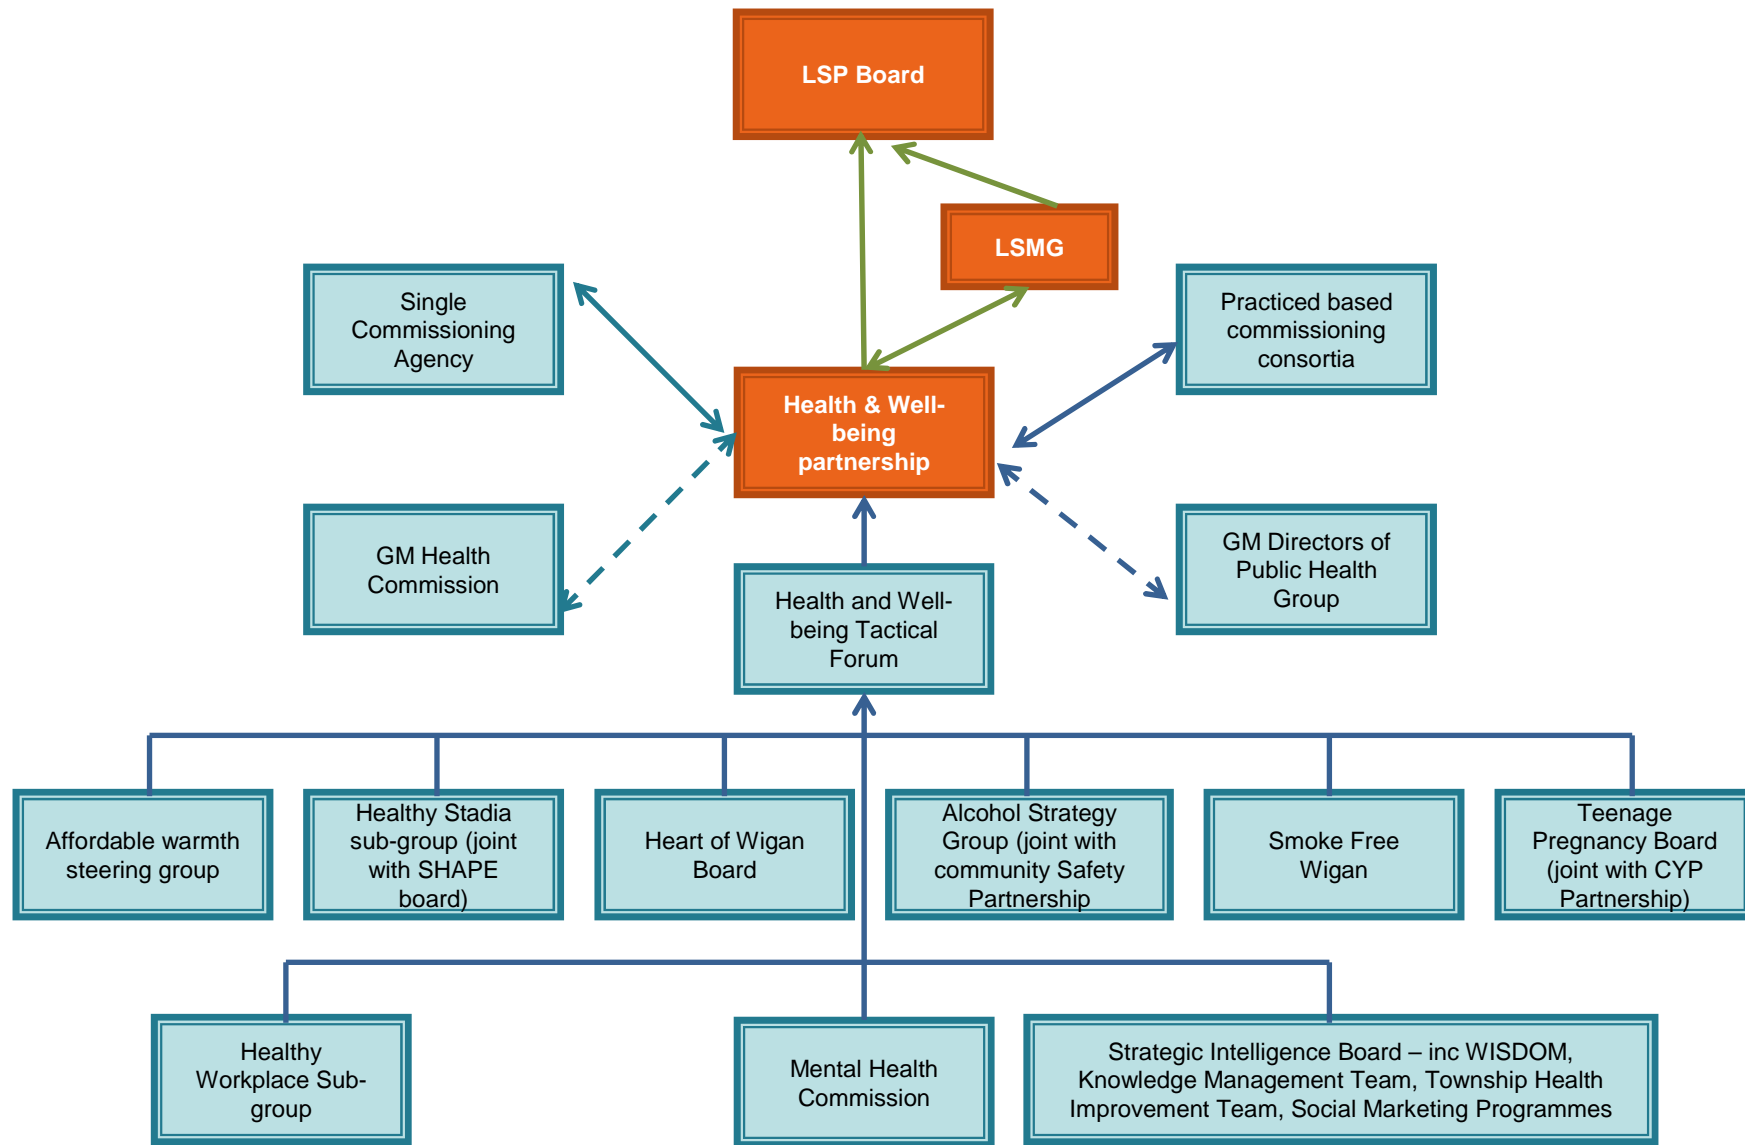 LSP Board
LSMG
Single
Commissioning
Agency
Practiced based
commissioning
consortia
Health & Well-
being
partnership
GM Health
Commission
GM Directors of
Public Health
Group
Health and Well-
being Tactical
Forum
Affordable warmth
steering group
Healthy Stadia
sub-group (joint
with SHAPE
board)
Heart of Wigan
Board
Alcohol Strategy
Group (joint with
community Safety
Partnership
Smoke Free
Wigan
Teenage
Pregnancy Board
(joint with CYP
Partnership)
Healthy
Workplace Sub-
group
Mental Health
Commission
Strategic Intelligence Board – inc WISDOM,
Knowledge Management Team, Township Health
Improvement Team, Social Marketing Programmes